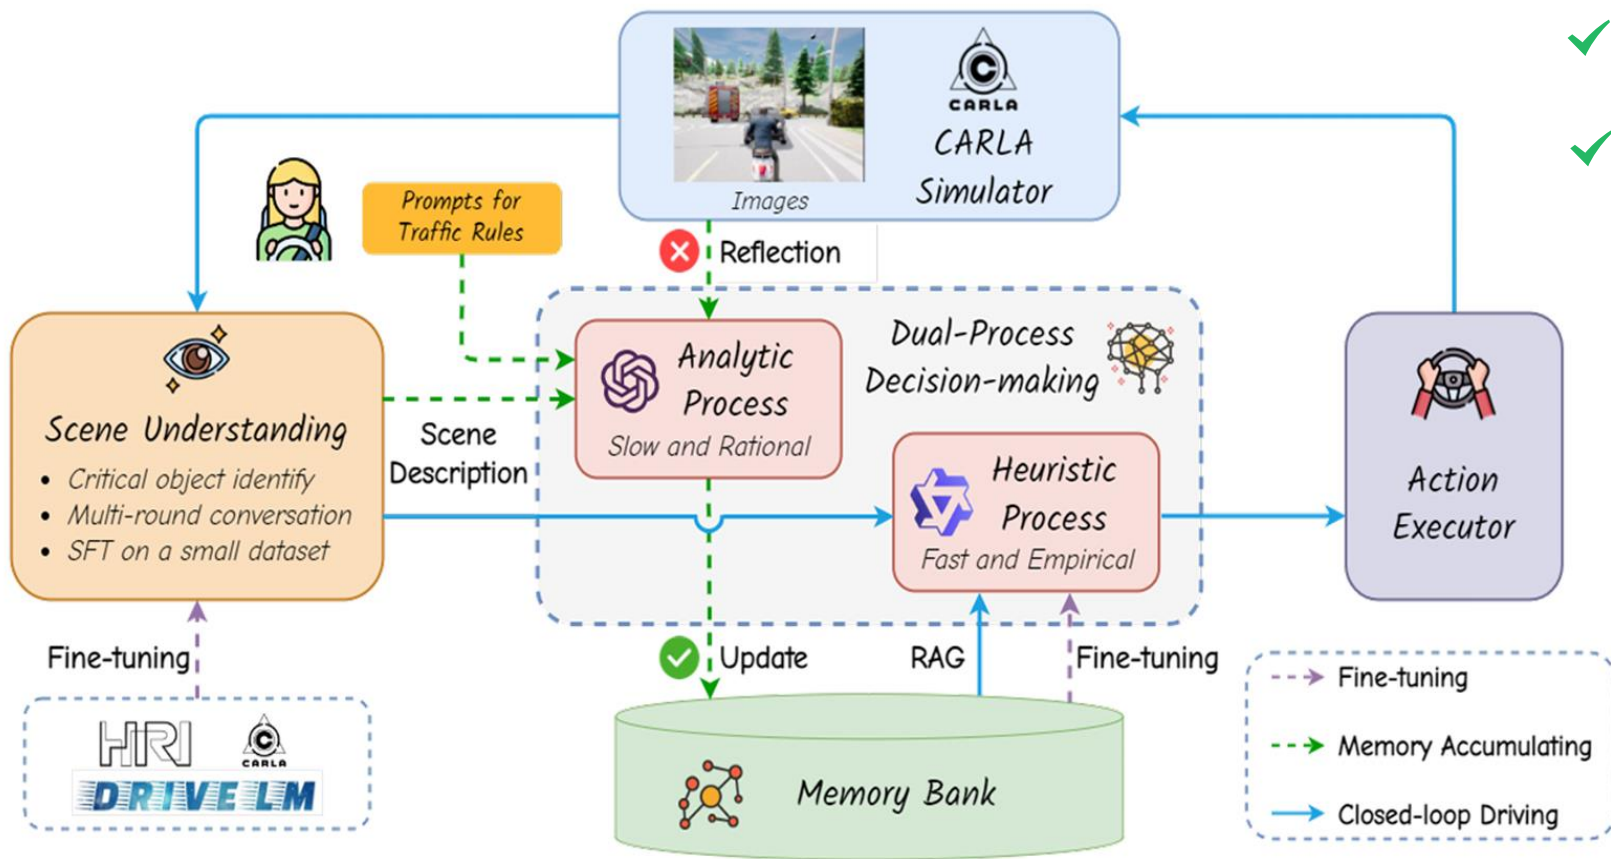 CARLA
CARLA
Simulator
Images
Prompts for
Traffic Rules
Reflection
Scene Understanding
• Critical object identify
• Multi-round conversation
• SFT on a small dataset
Scene
Description
Analytic
Process
Slow and Rational
Dual-Process
Decision-making
Heuristic
Process
Fast and Empirical
Action
Executor
Fine-tuning
Update
RAG
Fine-tuning
HRI
CARLA
DRIVE LM
Memory Bank
Fine-tuning
Memory Accumulating
Closed-loop Driving